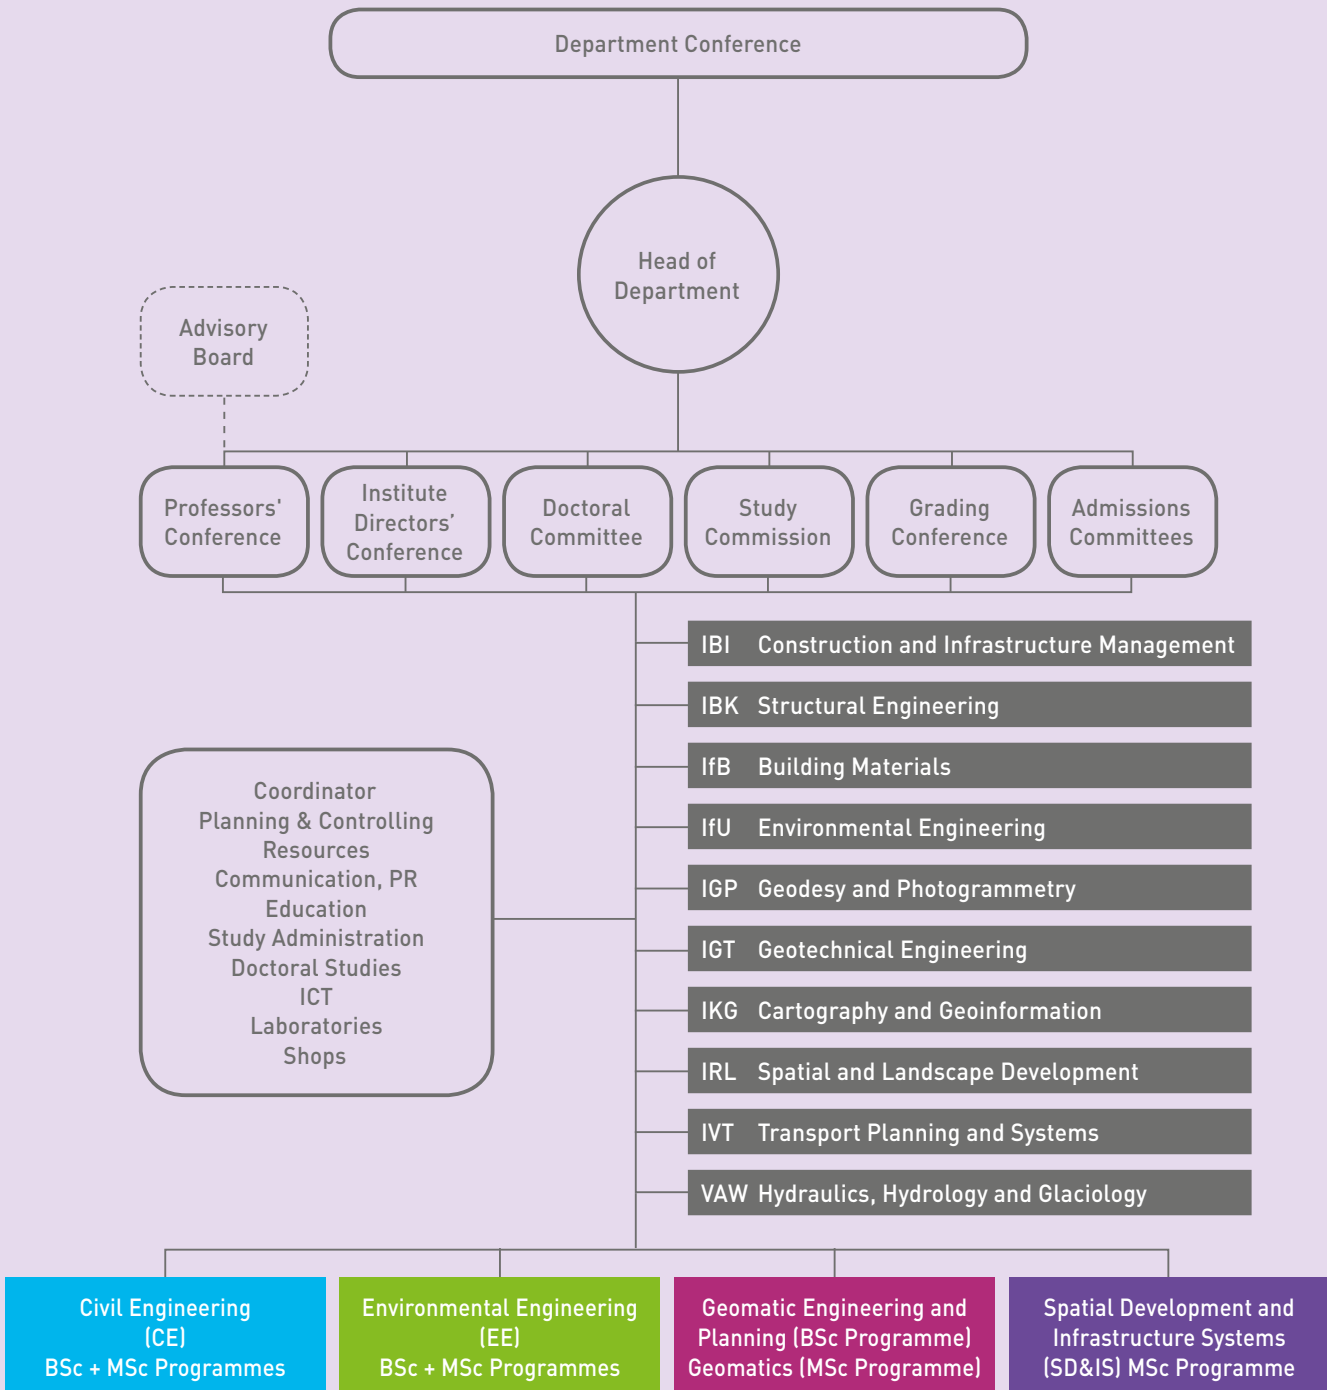 Department Conference
Head of
Department
Advisory
Board
Professors'
Conference
Institute
Directors’
Conference
Doctoral
Committee
Study
Commission
Grading
Conference
Admissions
Committees
IBI Construction and Infrastructure Management
IBK Structural Engineering
IfB Building Materials
IfU Environmental Engineering
IGP Geodesy and Photogrammetry
IGT Geotechnical Engineering
IKG Cartography and Geoinformation
IRL Spatial and Landscape Development
IVT Transport Planning and Systems
VAW Hydraulics, Hydrology and Glaciology
Coordinator
Planning & Controlling
Resources
Communication, PR
Education
Study Administration
Doctoral Studies
ICT
Laboratories
Shops
Civil Engineering
(CE)
BSc + MSc Programmes
Environmental Engineering
(EE)
BSc + MSc Programmes
Geomatic Engineering and
Planning (BSc Programme)
Geomatics (MSc Programme)
Spatial Development and
Infrastructure Systems
(SD&IS) MSc Programme